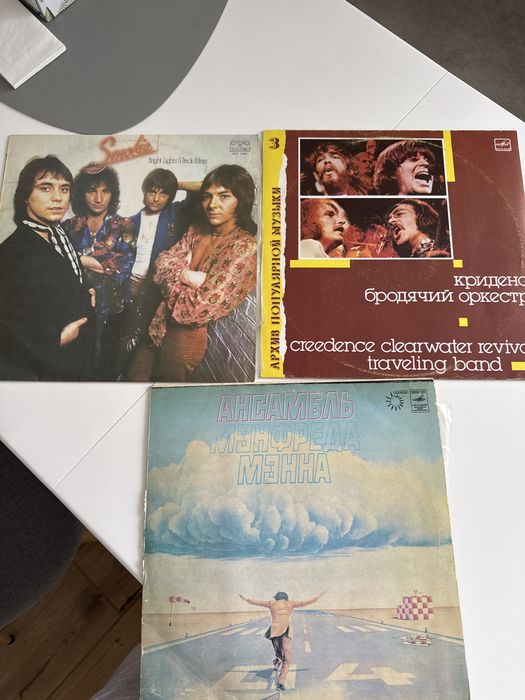 Smokie
Bright Lights & Back Alleys
3
АРХИВ ПОПУЛЯРНОЙ МУЗЫКИ
криденс
бродячий оркестр
creedence clearwater reviva
traveling band
АНСАМБЛЬ
МЭНФРЕДА
МЭННА
04